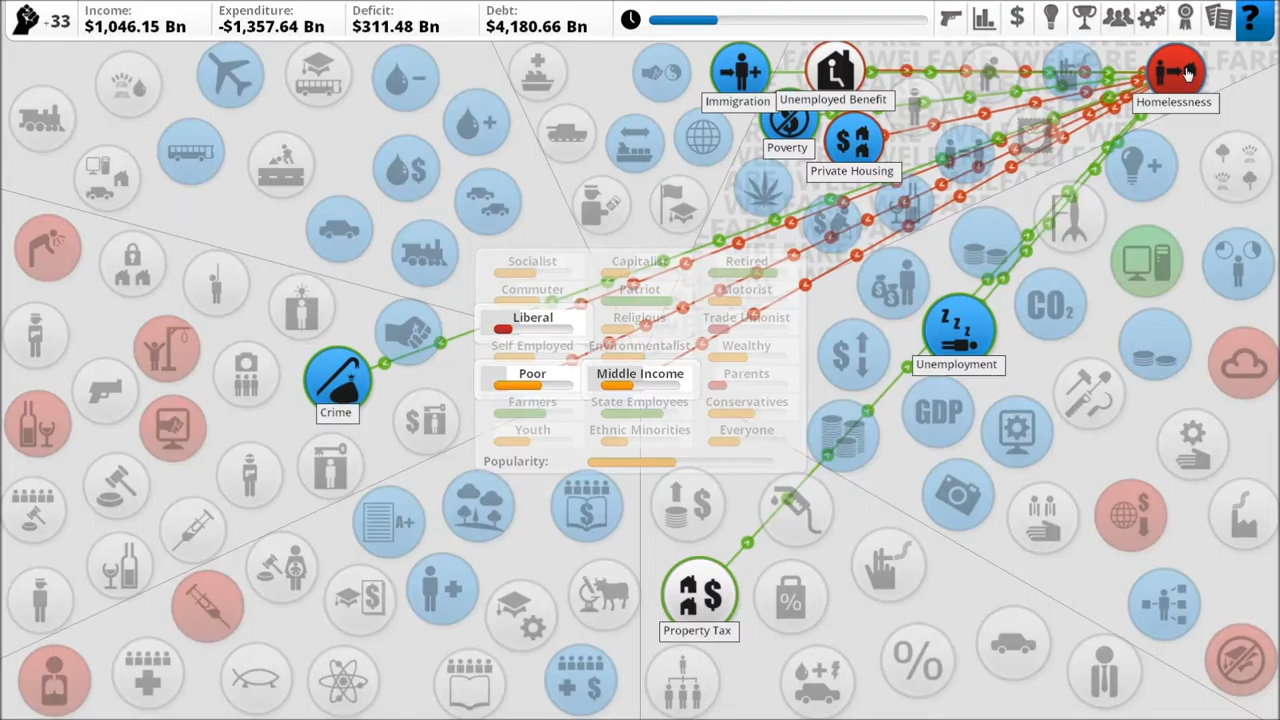 +33
Income:
$1,046.15 Bn
Expenditure:
-$1,357.64 Bn
Deficit:
$311.48 Bn
Debt:
$4,180.66 Bn
$
?
Immigration
Unemployed Benefit
Homelessness
Poverty
Private Housing
Socialist
Capitalist
Retired
Commuter
Patriot
Motorist
Liberal
Religious
Trade Unionist
Self Employed
Environmentalist
Wealthy
Poor
Middle Income
Parents
Farmers
State Employees
Conservatives
Youth
Ethnic Minorities
Everyone
Popularity:
Crime
CO2
Unemployment
GDP
A+
Property Tax
%
%